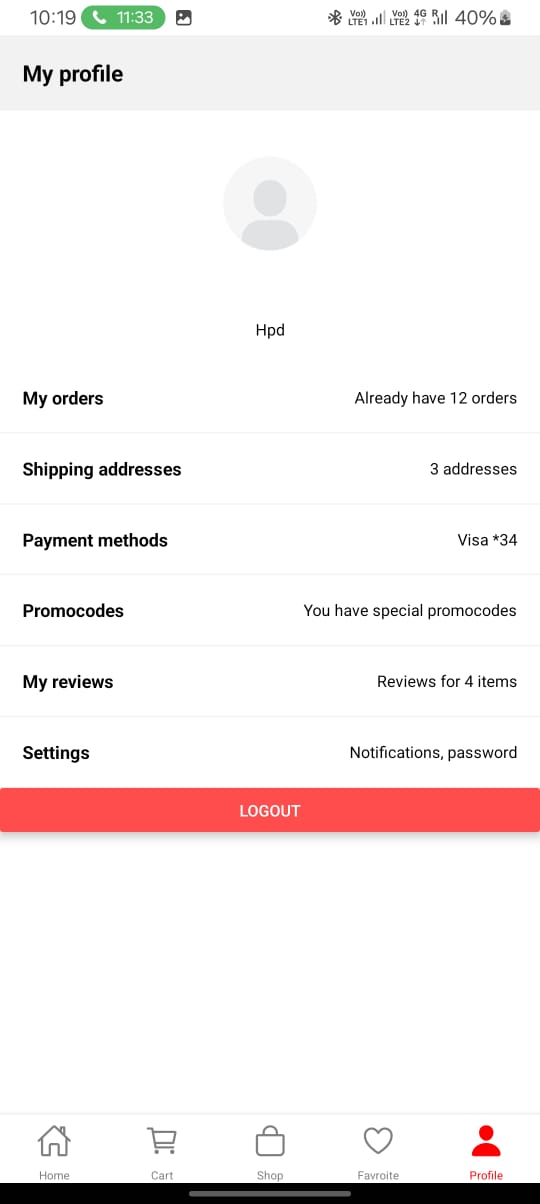 10:19 11:33 Vo)) LTE1 Vo)) LTE2 4G R 40%
My profile
Hpd
My orders Already have 12 orders
Shipping addresses 3 addresses
Payment methods Visa *34
Promocodes You have special promocodes
My reviews Reviews for 4 items
Settings Notifications, password
LOGOUT
Home Cart Shop Favroite Profile